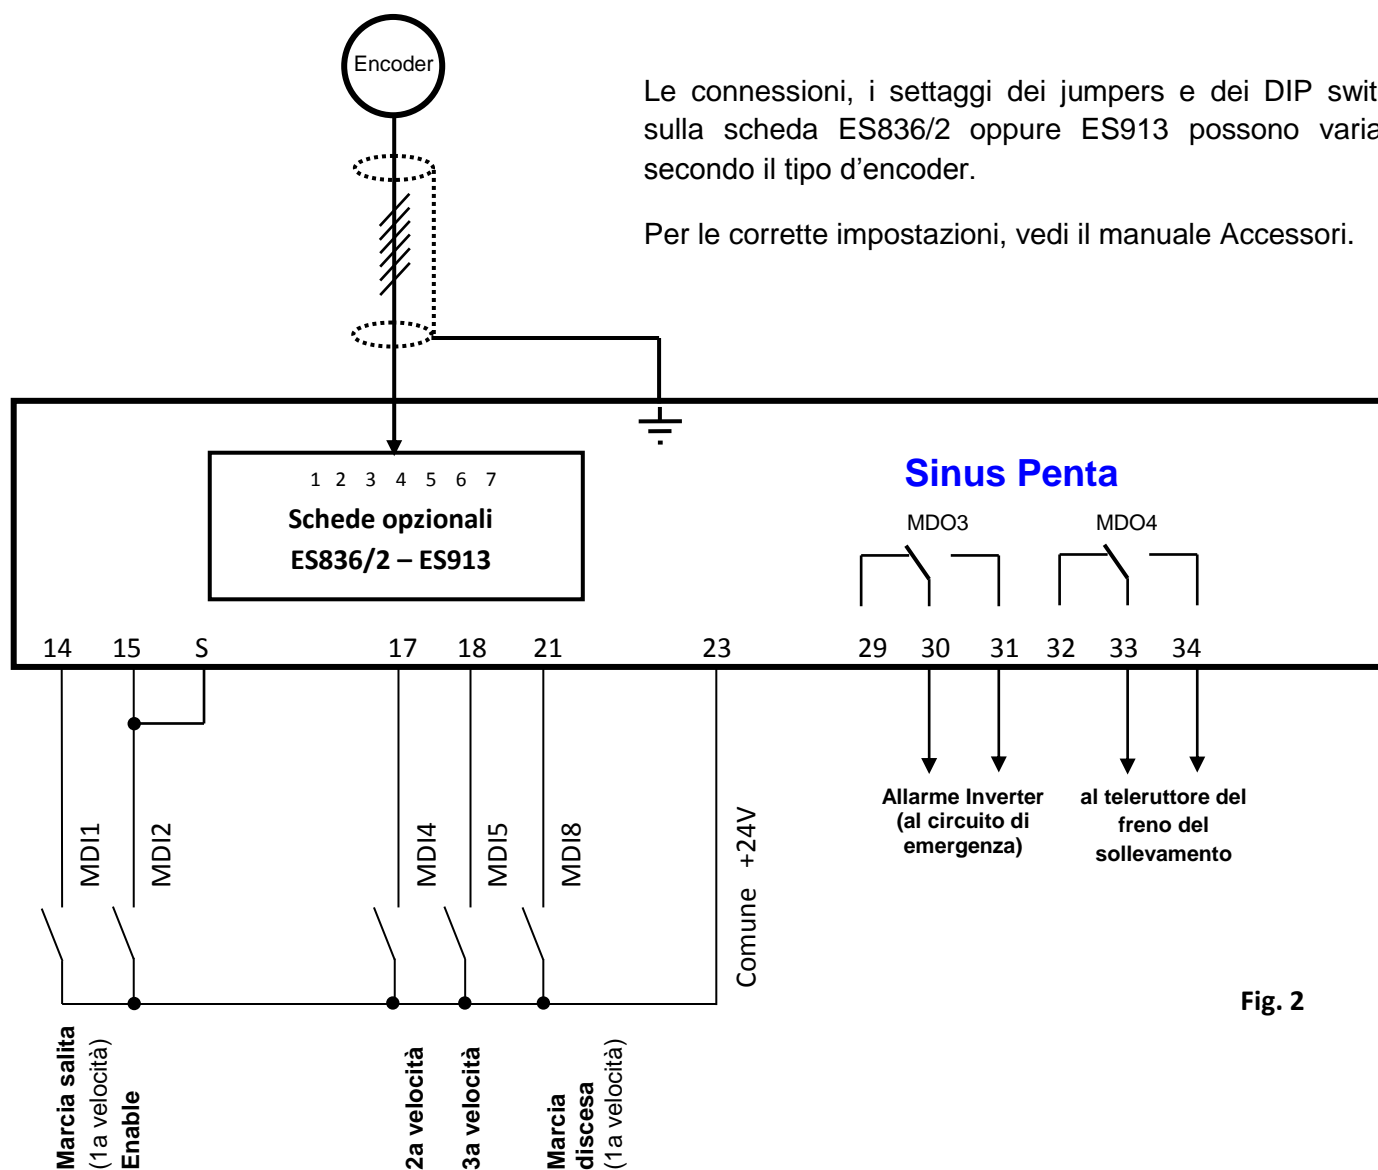 Encoder
Le connessioni, i settaggi dei jumpers e dei DIP swit
sulla scheda ES836/2 oppure ES913 possono varia
secondo il tipo d'encoder.
Per le corrette impostazioni, vedi il manuale Accessori.
1 2 3 4 5 6 7
Schede opzionali
ES836/2 – ES913
Sinus Penta
MDO3 MDO4
14 15 S 17 18 21 23 29 30 31 32 33 34
MDI1
MDI2
MDI4
MDI5
MDI8
Comune +24V
Allarme Inverter
(al circuito di
emergenza)
al teleruttore del
freno del
sollevamento
Fig. 2
Marcia salita
(1a velocità)
Enable
2a velocità
3a velocità
Marcia
discesa
(1a velocità)